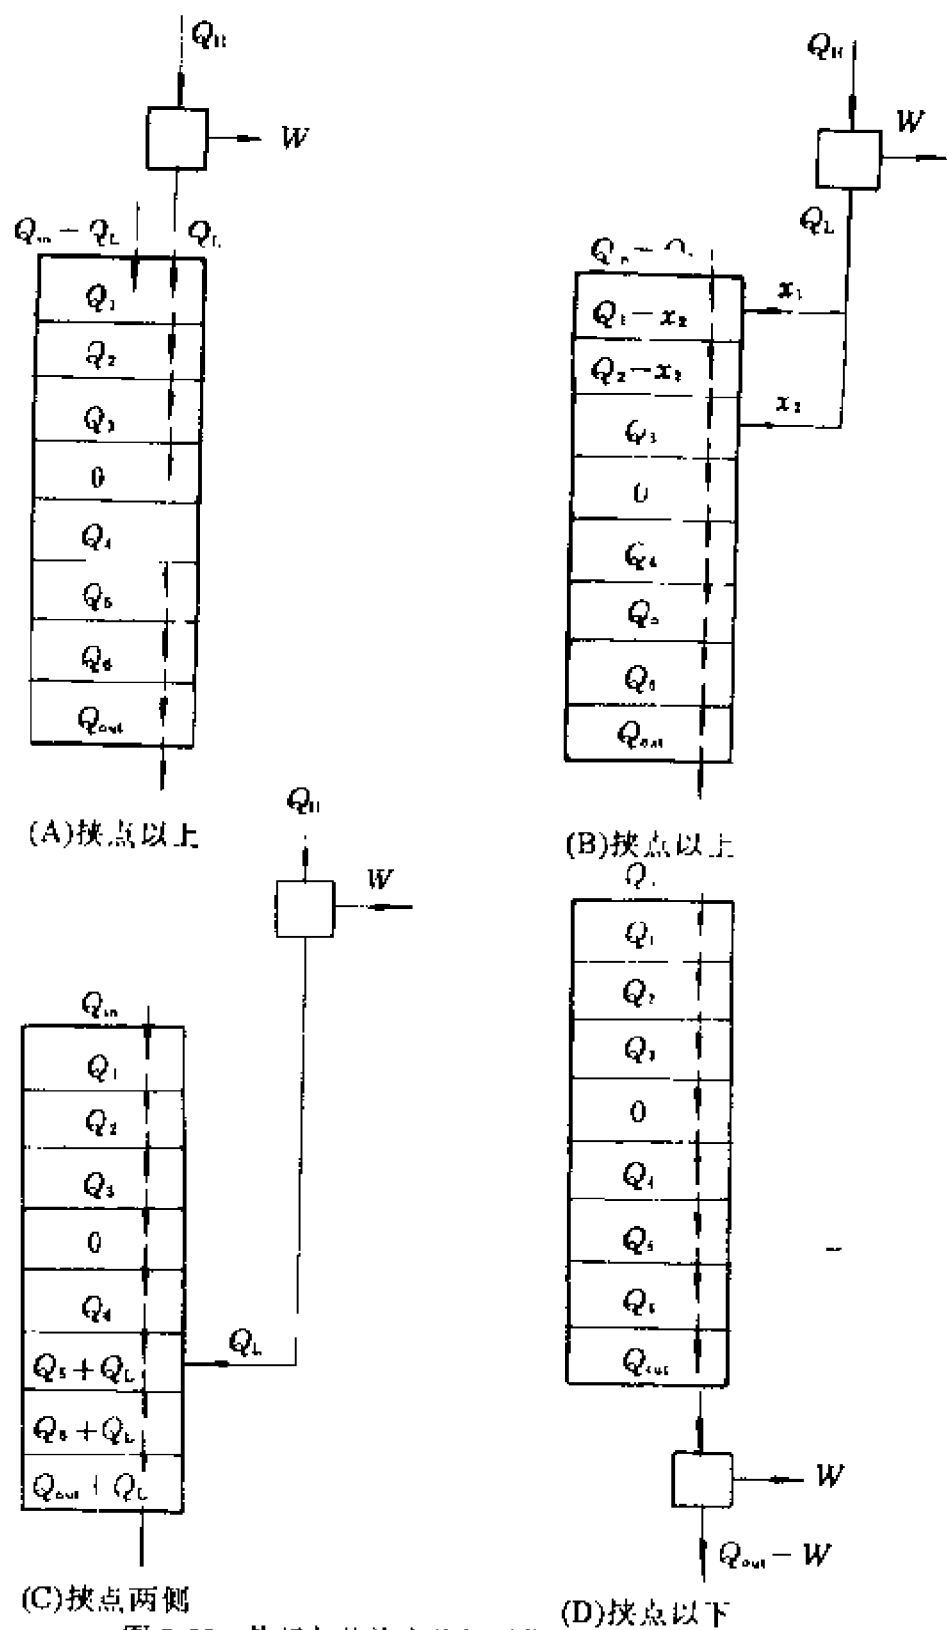 Q_H
W
Q_in − Q_L
Q_L
Q_1
Q_2
Q_3
0
Q_4
Q_5
Q_6
Q_out
(A)挟点以上
Q_H
W
Q_L
x_1
Q_1 − x_2
Q_2 − x_2
x_2
Q_3
0
Q_4
Q_5
Q_6
Q_out
(B)挟点以上
Q_H
W
Q_in
Q_1
Q_2
Q_3
0
Q_4
Q_L
Q_5 + Q_L
Q_6 + Q_L
Q_out + Q_L
(C)挟点两侧
Q_1
Q_2
Q_3
0
Q_4
Q_5
Q_6
Q_out
W
Q_out − W
(D)挟点以下